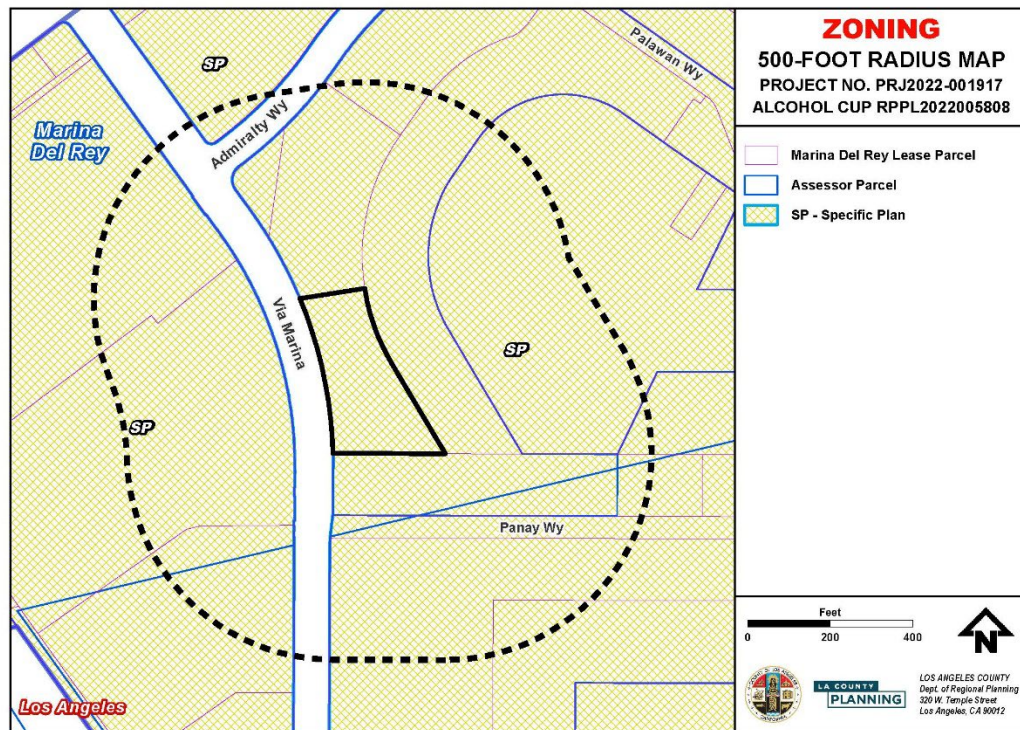 ZONING
500-FOOT RADIUS MAP
PROJECT NO. PRJ2022-001917
ALCOHOL CUP RPPL2022005808
Marina Del Rey Lease Parcel
Assessor Parcel
SP - Specific Plan
Palawan Wy
SP
Admiralty Wy
Marina
Del Rey
Via Marina
SP
SP
Panay Wy
Los Angeles
Feet
0 200 400
N
LA COUNTY
PLANNING
LOS ANGELES COUNTY
Dept. of Regional Planning
320 W. Temple Street
Los Angeles, CA 90012